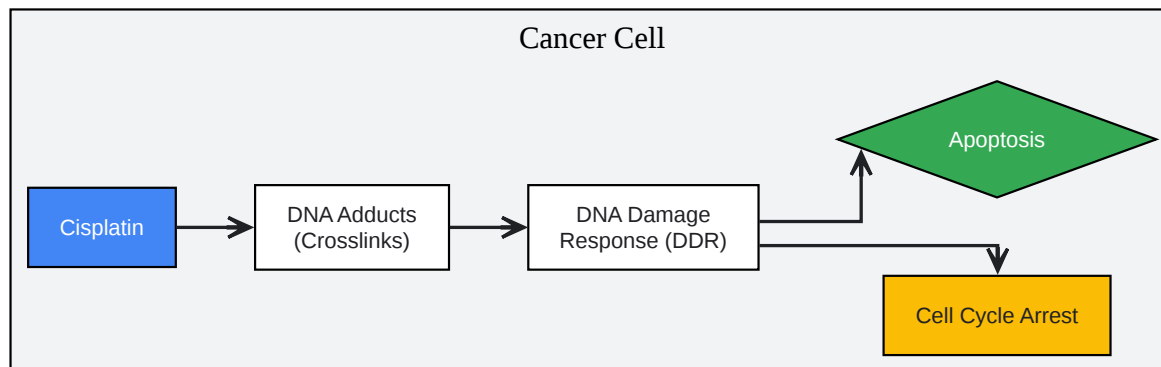 Cancer Cell
Apoptosis
Cisplatin
DNA Adducts
(Crosslinks)
DNA Damage
Response (DDR)
Cell Cycle Arrest